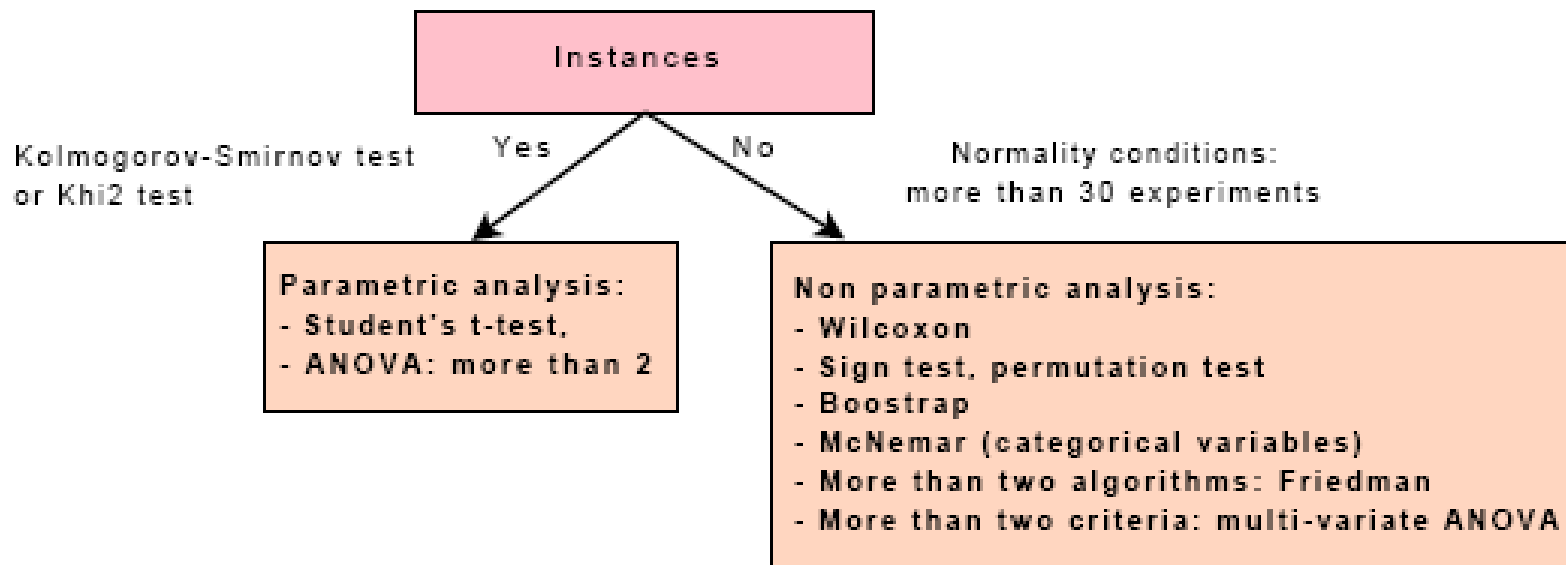 Instances
Yes
No
Kolmogorov-Smirnov test
or Khi2 test
Normality conditions:
more than 30 experiments
Parametric analysis:
- Student's t-test,
- ANOVA: more than 2
Non parametric analysis:
- Wilcoxon
- Sign test, permutation test
- Boostrap
- McNemar (categorical variables)
- More than two algorithms: Friedman
- More than two criteria: multi-variate ANOVA